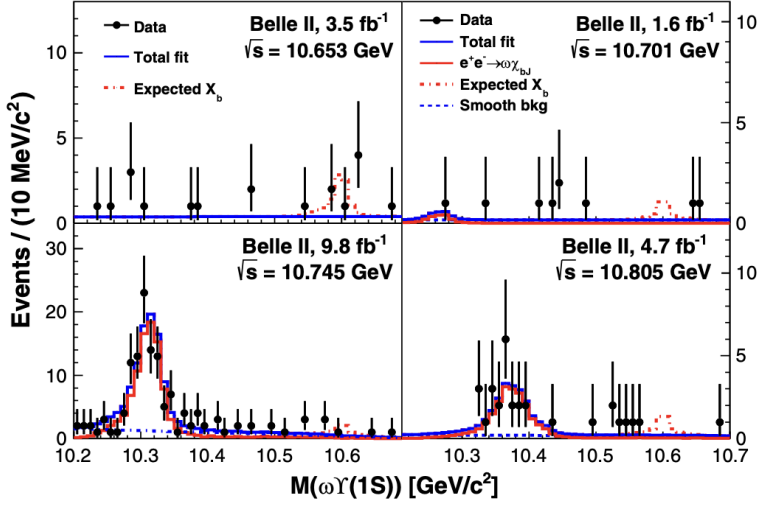 Data
Total fit
Expected X_b
Belle II, 3.5 fb⁻¹
√s = 10.653 GeV
Data
Total fit
e⁺e⁻→ωχ_bJ
Expected X_b
Smooth bkg
Belle II, 1.6 fb⁻¹
√s = 10.701 GeV
10
5
0
10
5
0
Events / (10 MeV/c²)
Belle II, 9.8 fb⁻¹
√s = 10.745 GeV
Belle II, 4.7 fb⁻¹
√s = 10.805 GeV
30
20
10
0
10
5
0
10.2 10.3 10.4 10.5 10.6 10.3 10.4 10.5 10.6 10.7
M(ωΥ(1S)) [GeV/c²]